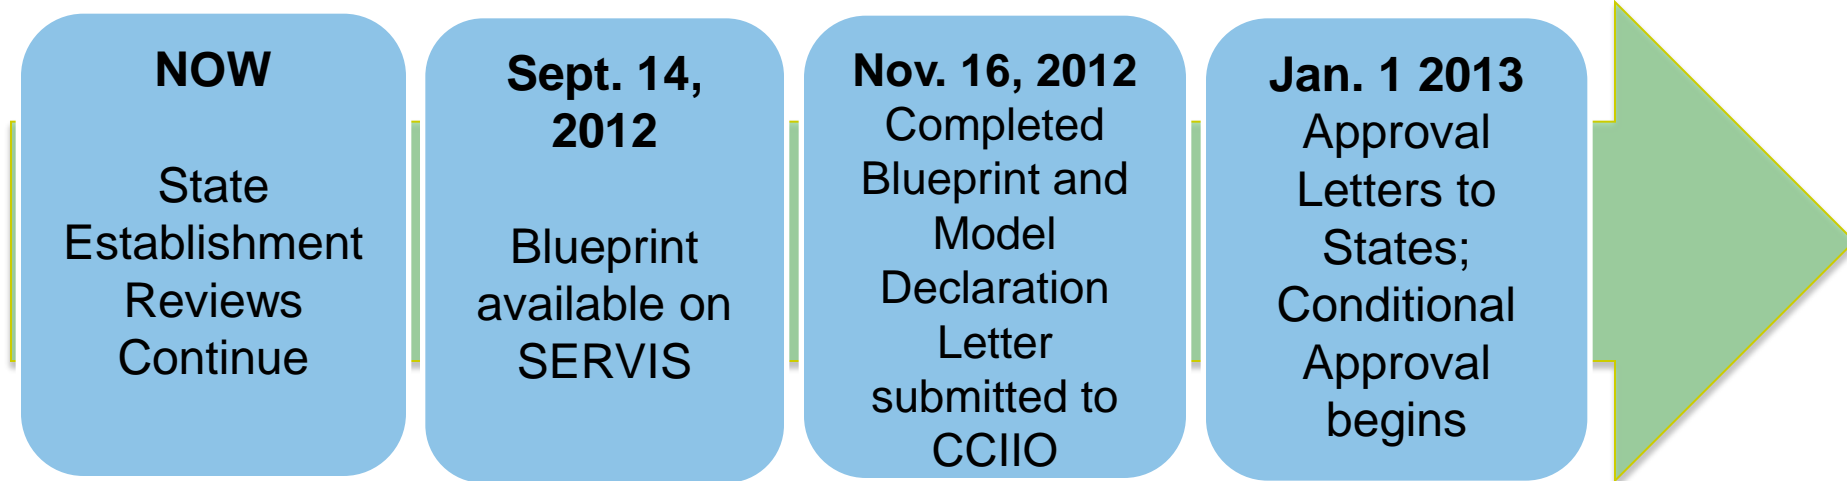 NOW
State
Establishment
Reviews
Continue
Sept. 14,
2012
Blueprint
available on
SERVIS
Nov. 16, 2012
Completed
Blueprint and
Model
Declaration
Letter
submitted to
CCIIO
Jan. 1 2013
Approval
Letters to
States;
Conditional
Approval
begins